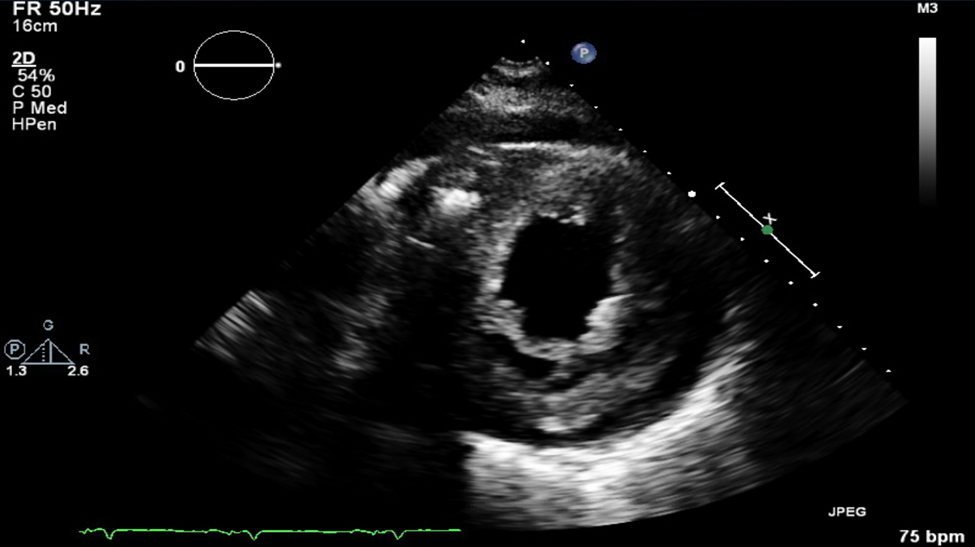 FR 50Hz
16cm
2D
54%
C 50
P Med
HPen
0
P
M3
X
G
P R
1.3 2.6
JPEG
75 bpm